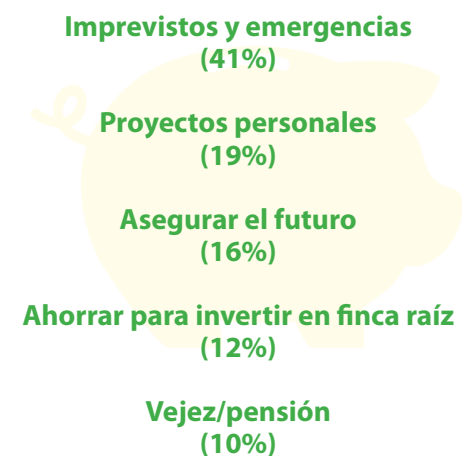 Imprevistos y emergencias
(41%)
Proyectos personales
(19%)
Asegurar el futuro
(16%)
Ahorrar para invertir en finca raíz
(12%)
Vejez/pensión
(10%)